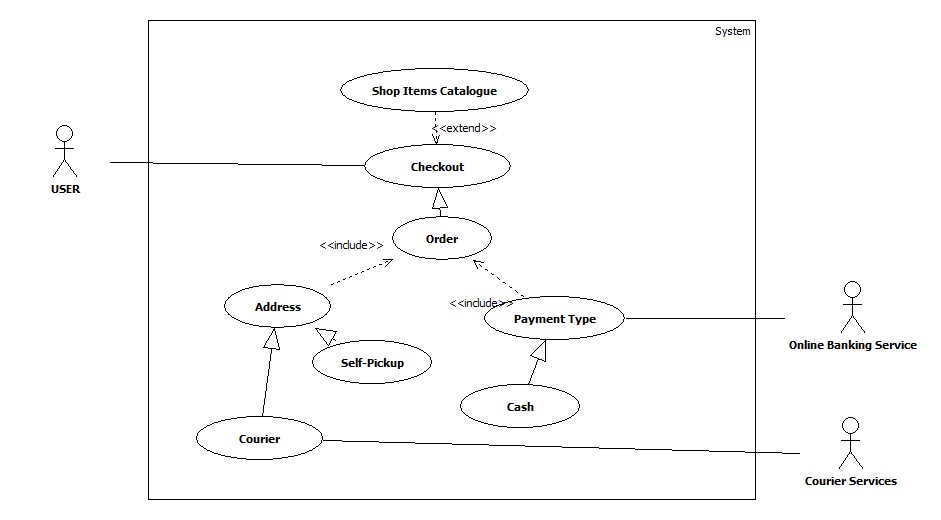 System
Shop Items Catalogue
<<extend>>
Checkout
USER
Order
<<include>>
Address
<<include>>
Payment Type
Online Banking Service
Self-Pickup
Cash
Courier
Courier Services